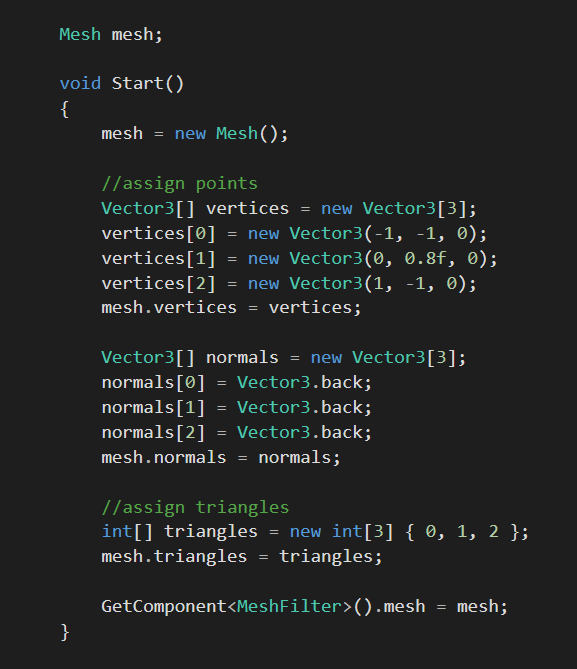 Mesh mesh;
void Start()
{
mesh = new Mesh();
//assign points
Vector3[] vertices = new Vector3[3];
vertices[0] = new Vector3(-1, -1, 0);
vertices[1] = new Vector3(0, 0.8f, 0);
vertices[2] = new Vector3(1, -1, 0);
mesh.vertices = vertices;
Vector3[] normals = new Vector3[3];
normals[0] = Vector3.back;
normals[1] = Vector3.back;
normals[2] = Vector3.back;
mesh.normals = normals;
//assign triangles
int[] triangles = new int[3] { 0, 1, 2 };
mesh.triangles = triangles;
GetComponent<MeshFilter>().mesh = mesh;
}